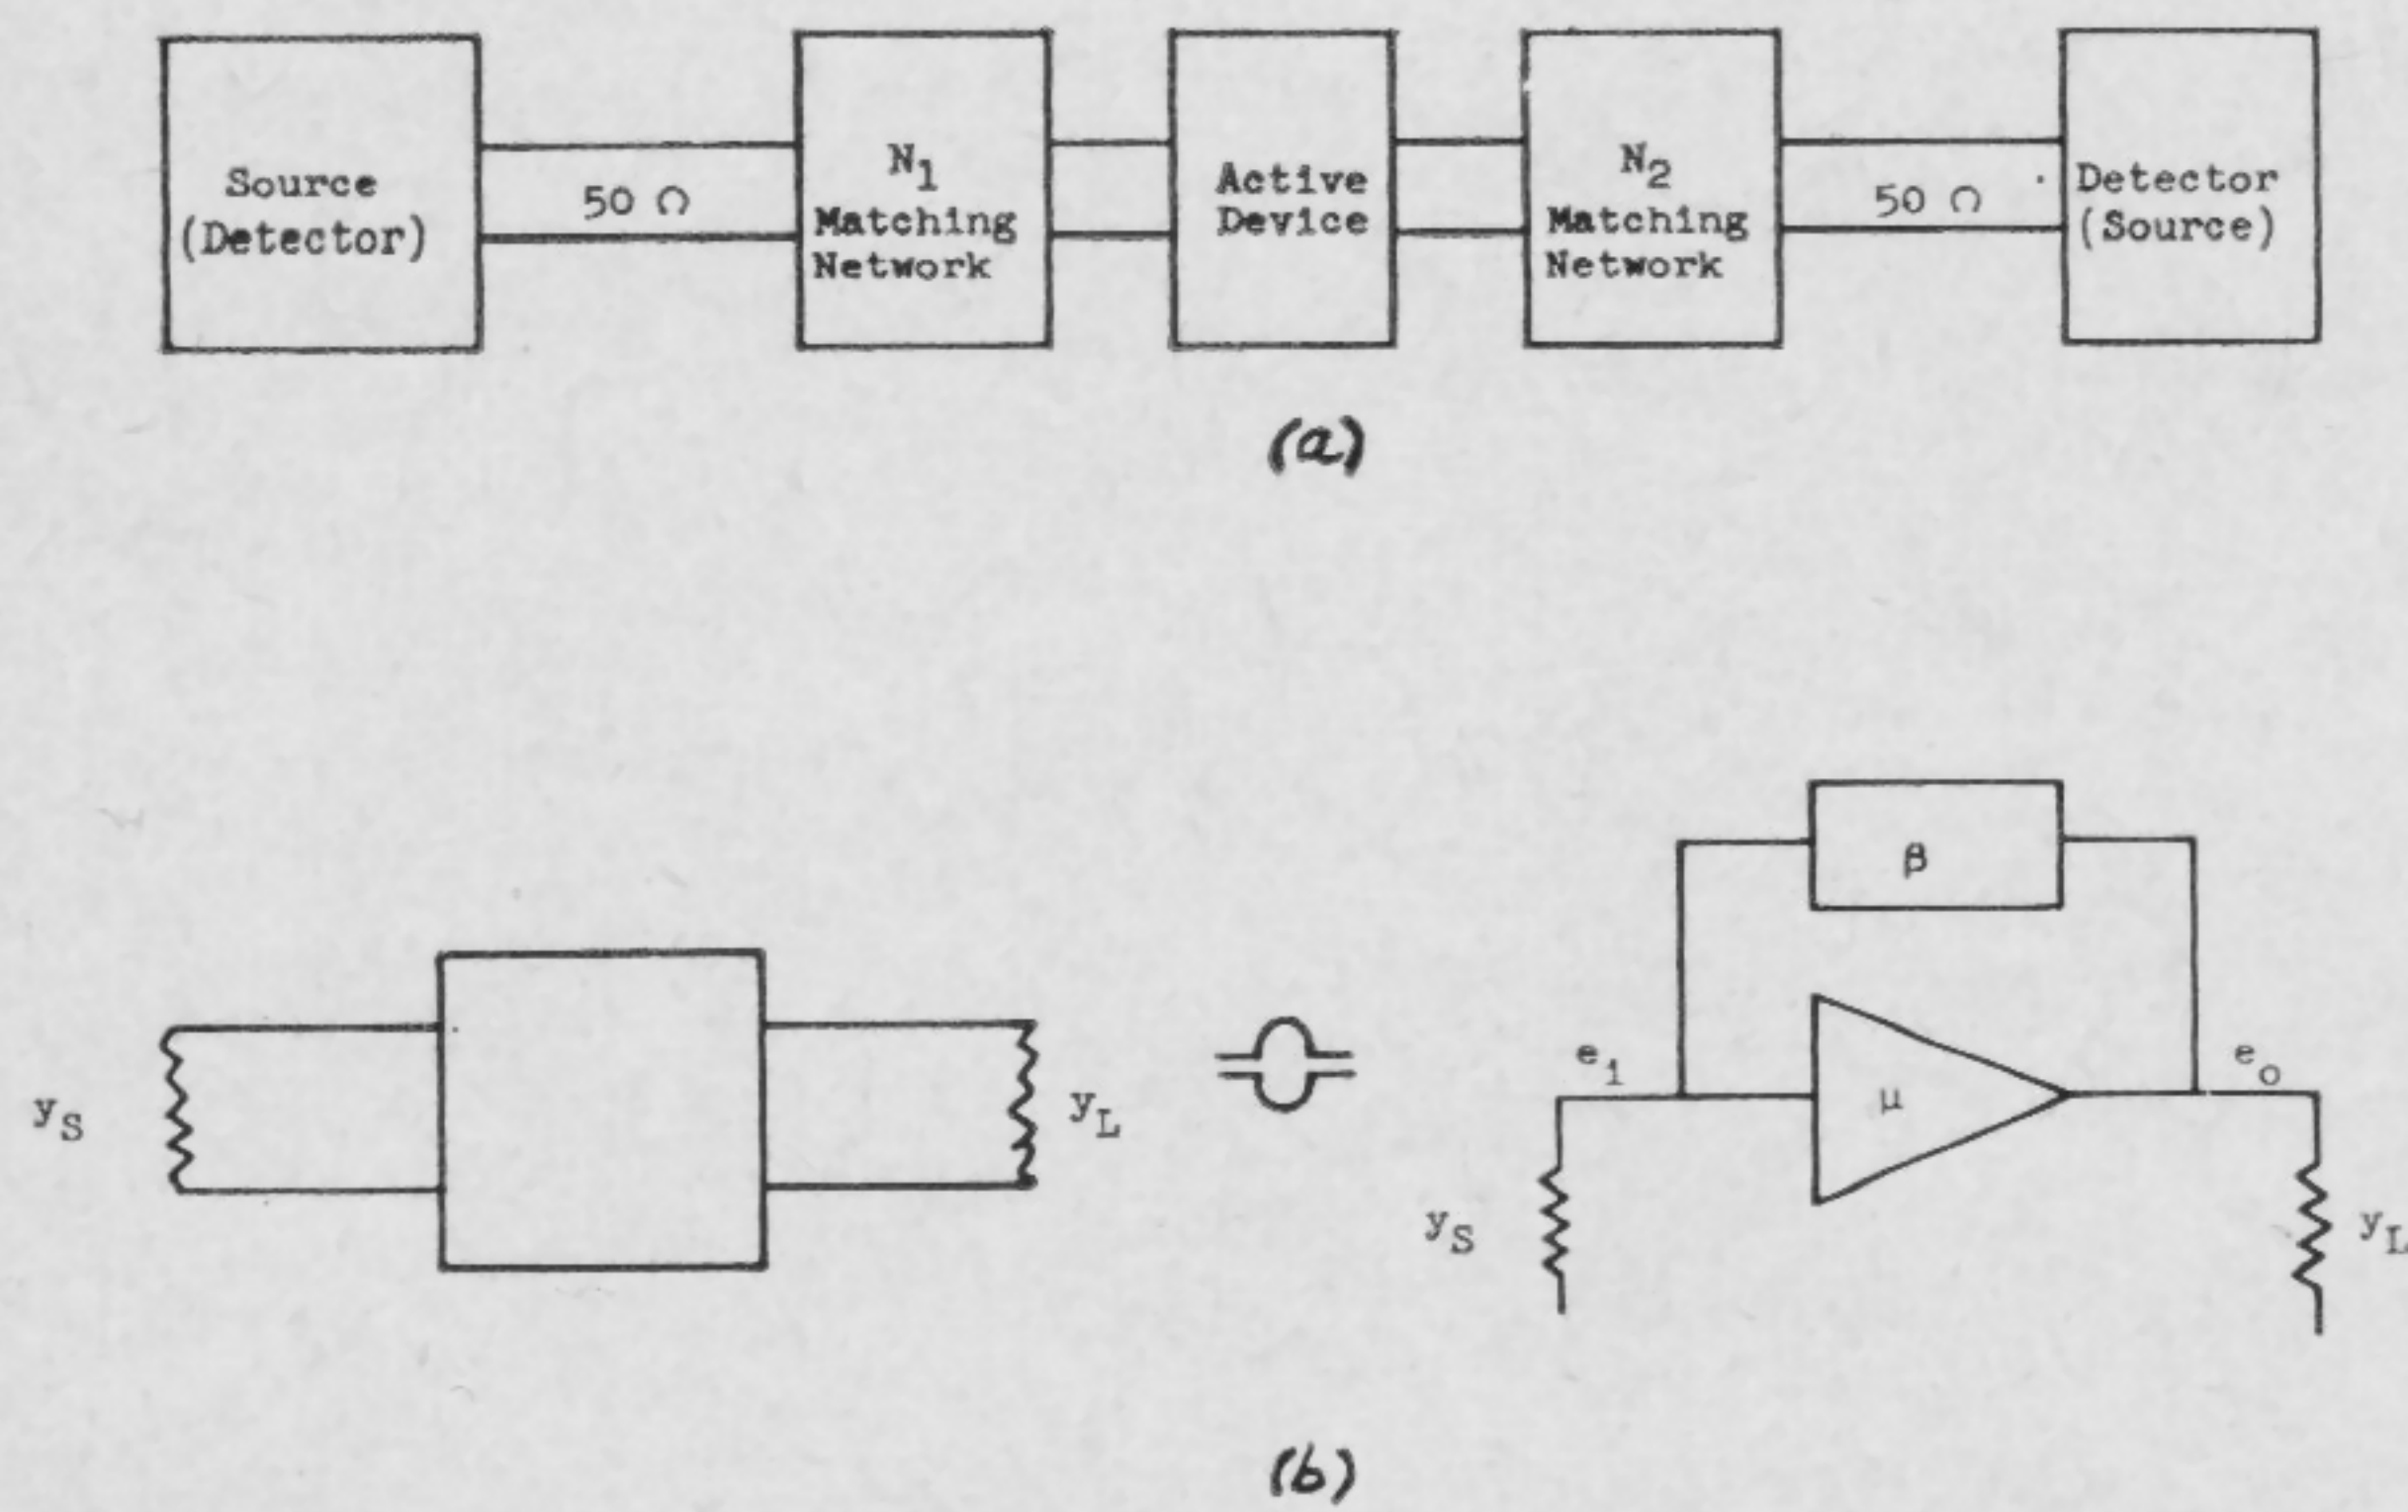 Source
(Detector)
50 Ω
N1
Matching
Network
Active
Device
N2
Matching
Network
50 Ω
Detector
(Source)
(a)
β
yS
yL
ei
μ
eo
yS
yL
(b)